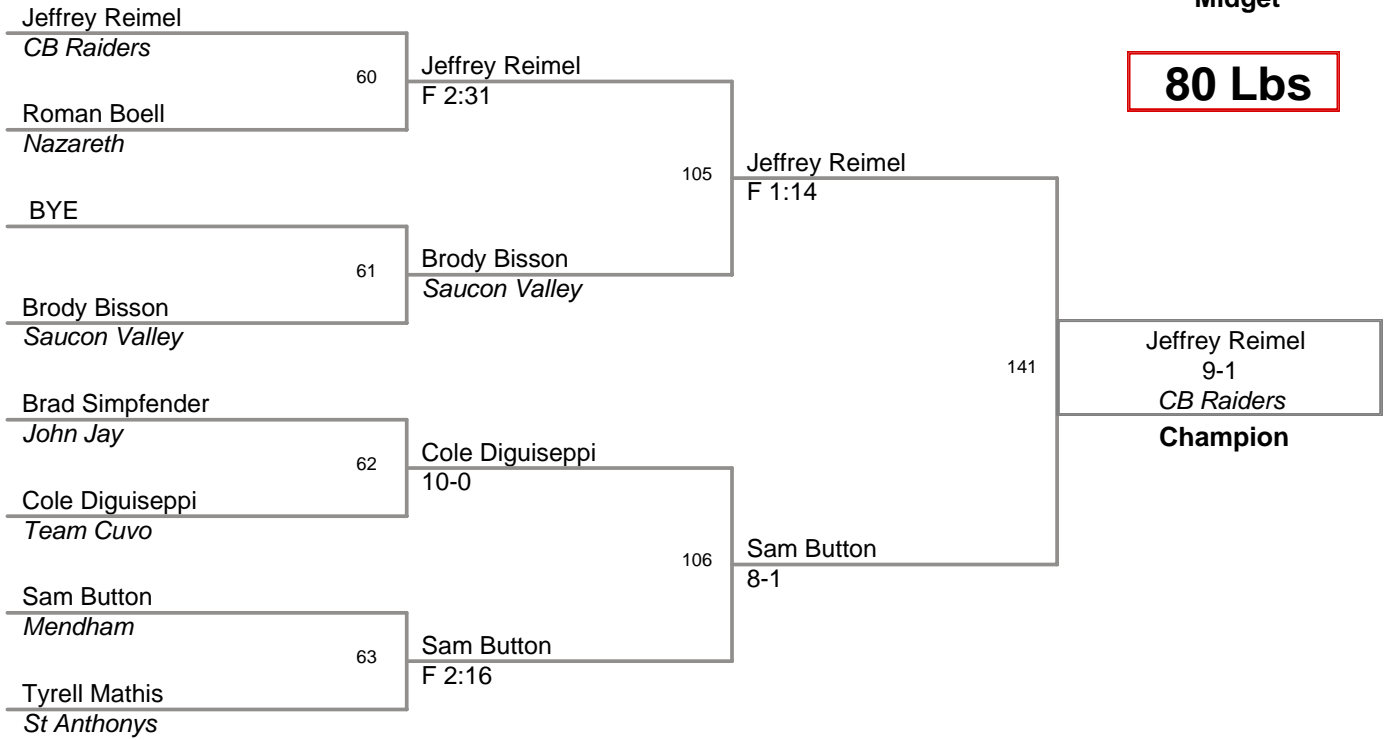 Midget
80 Lbs
Jeffrey Reimel
CB Raiders
60
Roman Boell
Nazareth
Jeffrey Reimel
F 2:31
BYE
61
Brody Bisson
Saucon Valley
Brody Bisson
Saucon Valley
105
Jeffrey Reimel
F 1:14
Brad Simpfender
John Jay
62
Cole Diguiseppi
Team Cuvo
Cole Diguiseppi
10-0
Sam Button
Mendham
63
Tyrell Mathis
St Anthonys
Sam Button
F 2:16
106
Sam Button
8-1
141
Jeffrey Reimel
9-1
CB Raiders
Champion